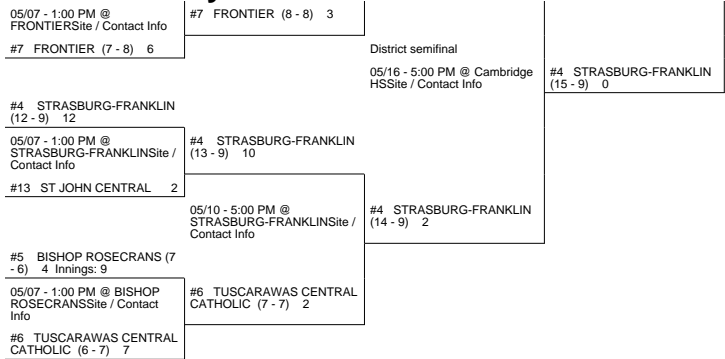 05/07 - 1:00 PM @
FRONTIERSite / Contact Info
#7 FRONTIER (7 - 8) 6
#7 FRONTIER (8 - 8) 3
District semifinal
05/16 - 5:00 PM @ Cambridge
HSSite / Contact Info
#4 STRASBURG-FRANKLIN
(15 - 9) 0
#4 STRASBURG-FRANKLIN
(12 - 9) 12
05/07 - 1:00 PM @
STRASBURG-FRANKLINSite /
Contact Info
#13 ST JOHN CENTRAL 2
#4 STRASBURG-FRANKLIN
(13 - 9) 10
05/10 - 5:00 PM @
STRASBURG-FRANKLINSite /
Contact Info
#4 STRASBURG-FRANKLIN
(14 - 9) 2
#5 BISHOP ROSECRANS (7
- 6) 4 Innings: 9
05/07 - 1:00 PM @ BISHOP
ROSECRANSSite / Contact
Info
#6 TUSCARAWAS CENTRAL
CATHOLIC (6 - 7) 7
#6 TUSCARAWAS CENTRAL
CATHOLIC (7 - 7) 2